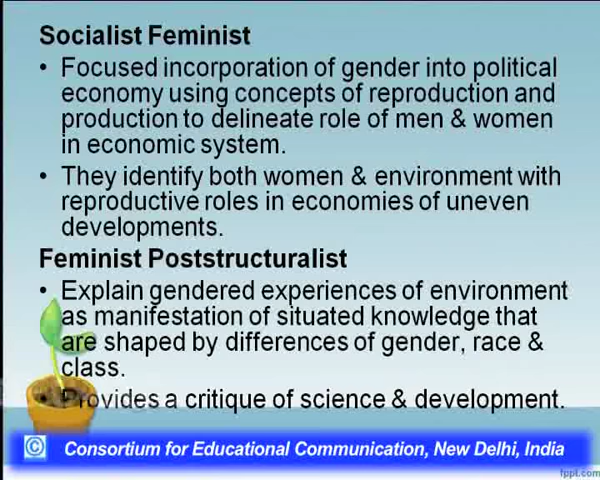 Socialist Feminist
• Focused incorporation of gender into political
economy using concepts of reproduction and
production to delineate role of men & women
in economic system.
• They identify both women & environment with
reproductive roles in economies of uneven
developments.
Feminist Poststructuralist
• Explain gendered experiences of environment
as manifestation of situated knowledge that
are shaped by differences of gender, race &
class.
• Provides a critique of science & development.
© Consortium for Educational Communication, New Delhi, India
fppt.com